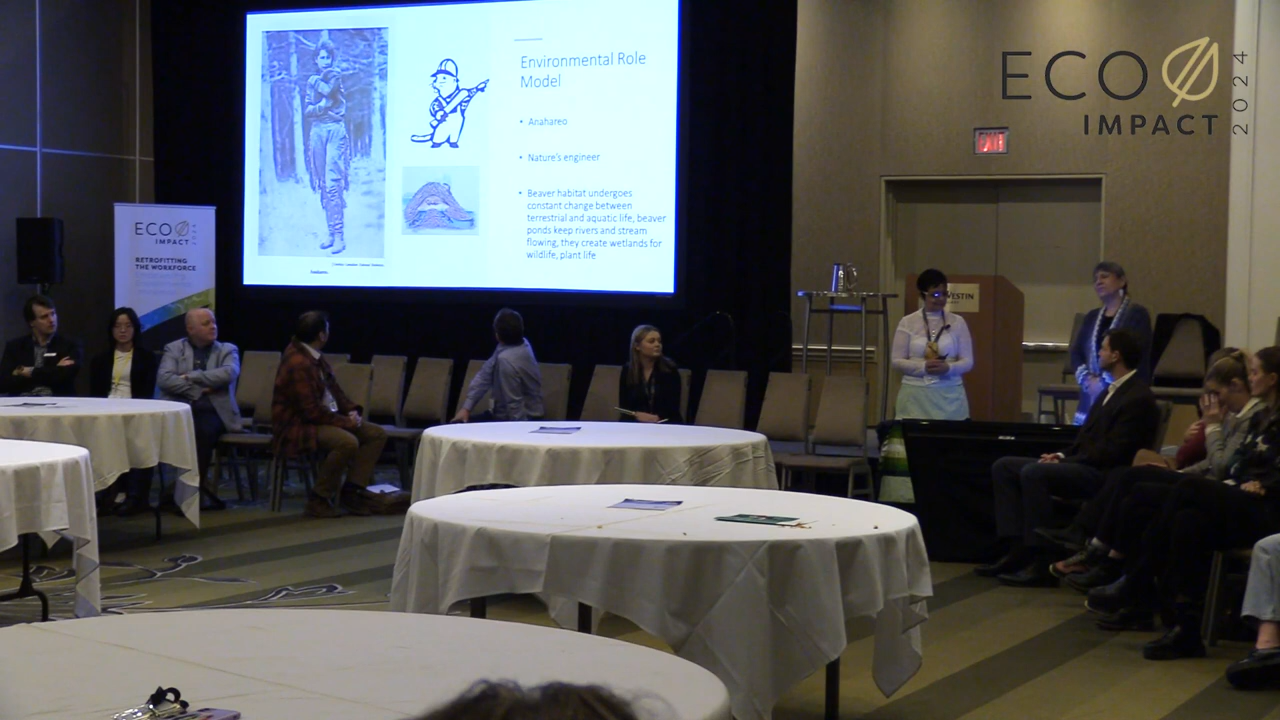 ECO
IMPACT
2024
Environmental Role
Model
• Anahareo
• Nature's engineer
• Beaver habitat undergoes
constant change between
terrestrial and aquatic life, beaver
ponds keep rivers and stream
flowing, they create wetlands for
wildlife, plant life
EXIT
ECO
IMPACT
RETROFITTING
THE WORKFORCE
WESTIN